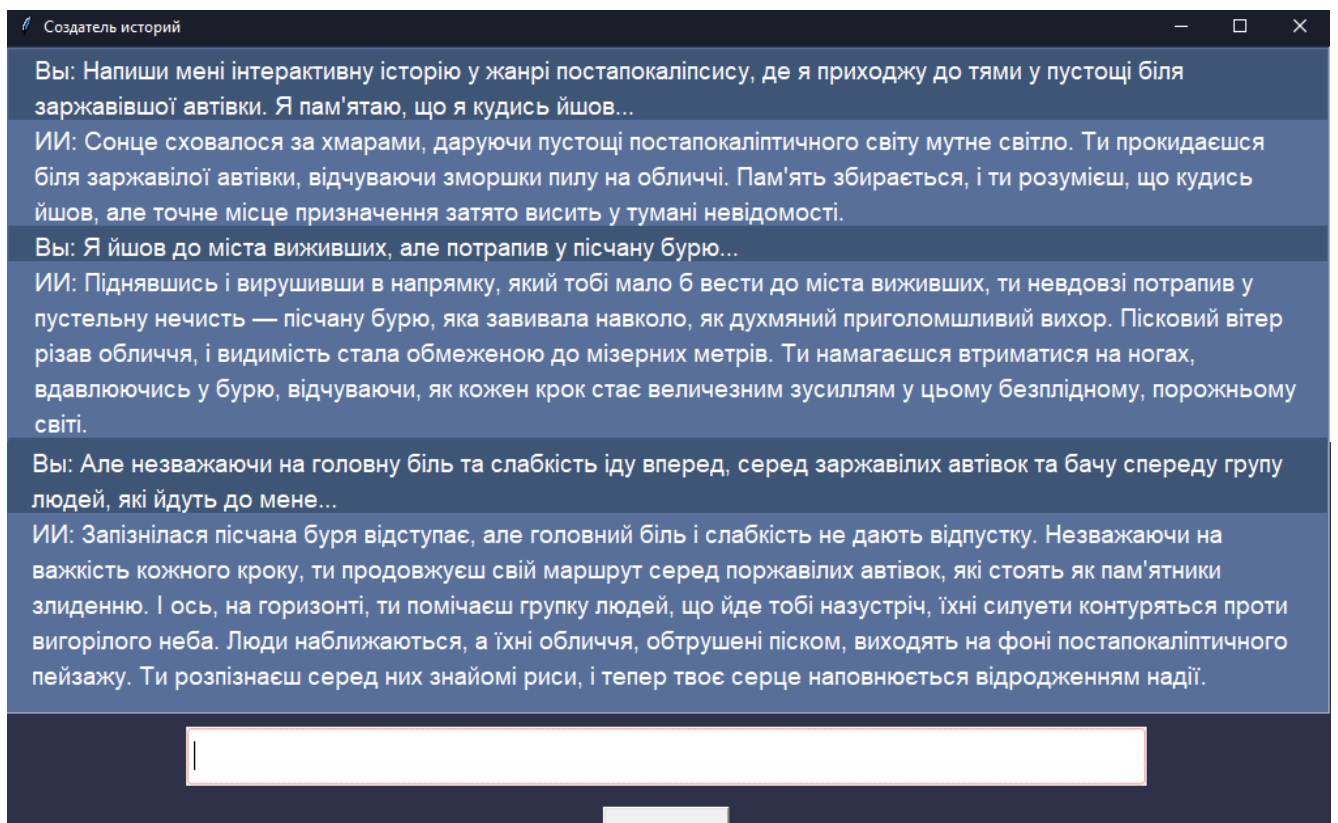 Создатель историй
Вы: Напиши мені інтерактивну історію у жанрі постапокаліпсису, де я приходжу до тями у пустощі біля
заржавівшої автівки. Я пам'ятаю, що я кудись йшов...
ИИ: Сонце сховалося за хмарами, даруючи пустощі постапокаліптичного світу мутне світло. Ти прокидаєшся
біля заржавілої автівки, відчуваючи зморшки пилу на обличчі. Пам'ять збирається, і ти розумієш, що кудись
йшов, але точне місце призначення затято висить у тумані невідомості.
Вы: Я йшов до міста виживших, але потрапив у пісчану бурю...
ИИ: Піднявшись і вирушивши в напрямку, який тобі мало б вести до міста виживших, ти невдовзі потрапив у
пустельну нечисть — пісчану бурю, яка завивала навколо, як духмяний приголомшливий вихор. Пісковий вітер
різав обличчя, і видимість стала обмеженою до мізерних метрів. Ти намагаєшся втриматися на ногах,
вдавлюючись у бурю, відчуваючи, як кожен крок стає величезним зусиллям у цьому безплідному, порожньому
світі.
Вы: Але незважаючи на головну біль та слабкість іду вперед, серед заржавілих автівок та бачу спереду групу
людей, які йдуть до мене...
ИИ: Запізнілася пісчана буря відступає, але головний біль і слабкість не дають відпустку. Незважаючи на
важкість кожного кроку, ти продовжуєш свій маршрут серед поржавілих автівок, які стоять як пам'ятники
злиденню. І ось, на горизонті, ти помічаєш групку людей, що йде тобі назустріч, їхні силуети контуряться проти
вигорілого неба. Люди наближаються, а їхні обличчя, обтрушені піском, виходять на фоні постапокаліптичного
пейзажу. Ти розпізнаєш серед них знайомі риси, і тепер твоє серце наповнюється відродженням надії.